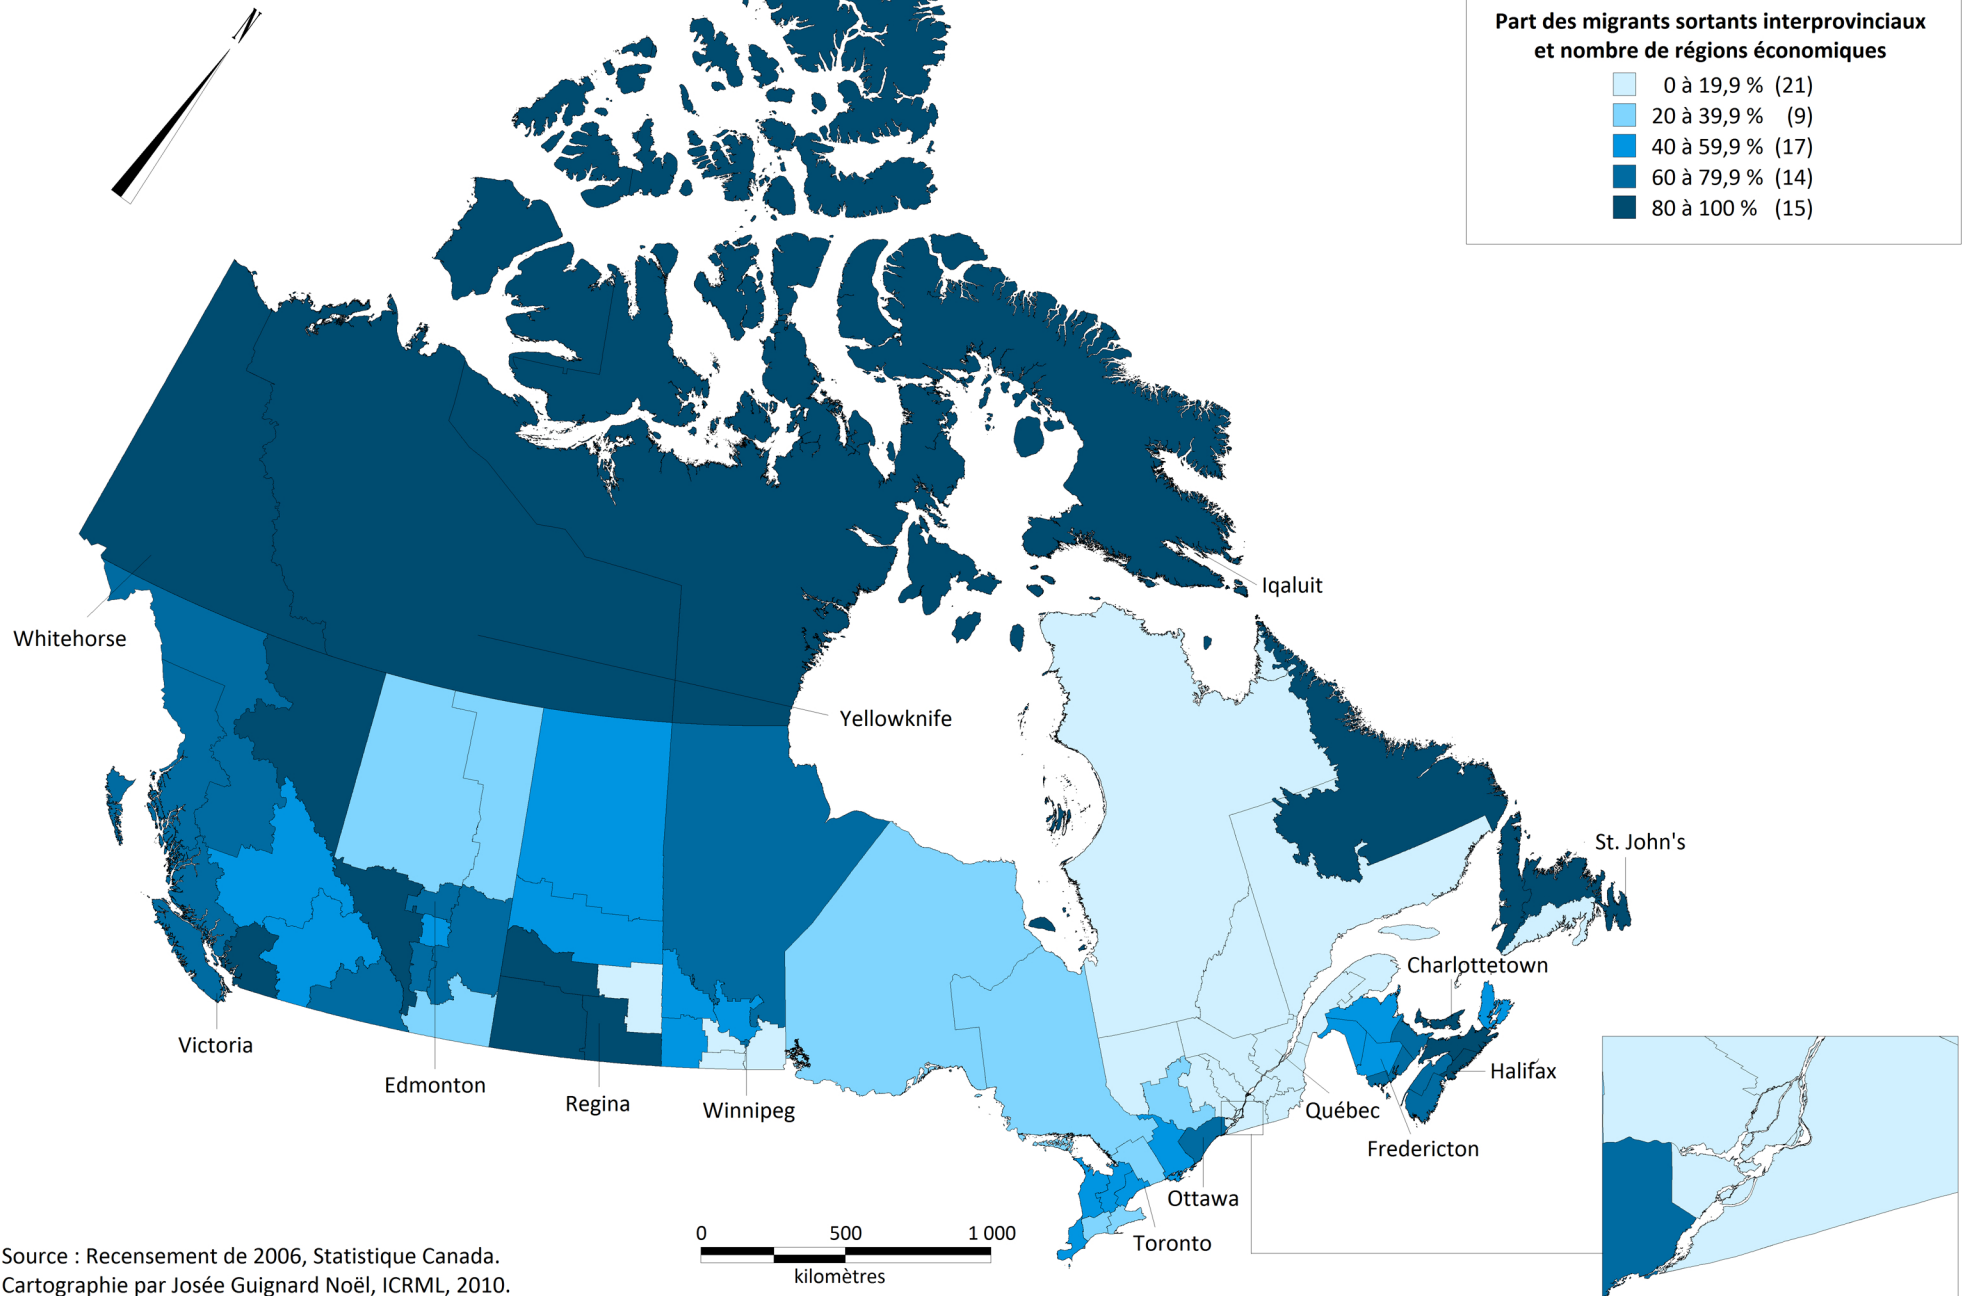 Part des migrants sortants interprovinciaux
et nombre de régions économiques
0 à 19,9 % (21)
20 à 39,9 % (9)
40 à 59,9 % (17)
60 à 79,9 % (14)
80 à 100 % (15)
Iqaluit
Whitehorse
Yellowknife
St. John's
Charlottetown
Victoria
Edmonton
Regina
Winnipeg
Halifax
Québec
Fredericton
Ottawa
Toronto
0 500 1 000
kilomètres
Source : Recensement de 2006, Statistique Canada.
Cartographie par Josée Guignard Noël, ICRML, 2010.